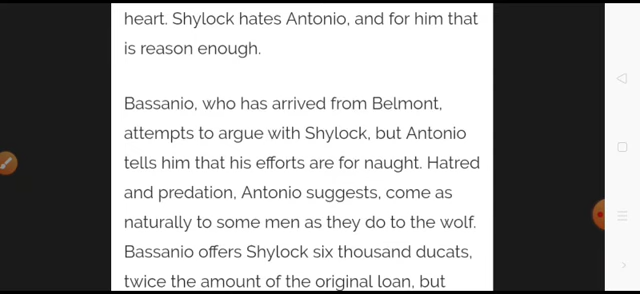 heart. Shylock hates Antonio, and for him that
is reason enough.
Bassanio, who has arrived from Belmont,
attempts to argue with Shylock, but Antonio
tells him that his efforts are for naught. Hatred
and predation, Antonio suggests, come as
naturally to some men as they do to the wolf.
Bassanio offers Shylock six thousand ducats,
twice the amount of the original loan, but